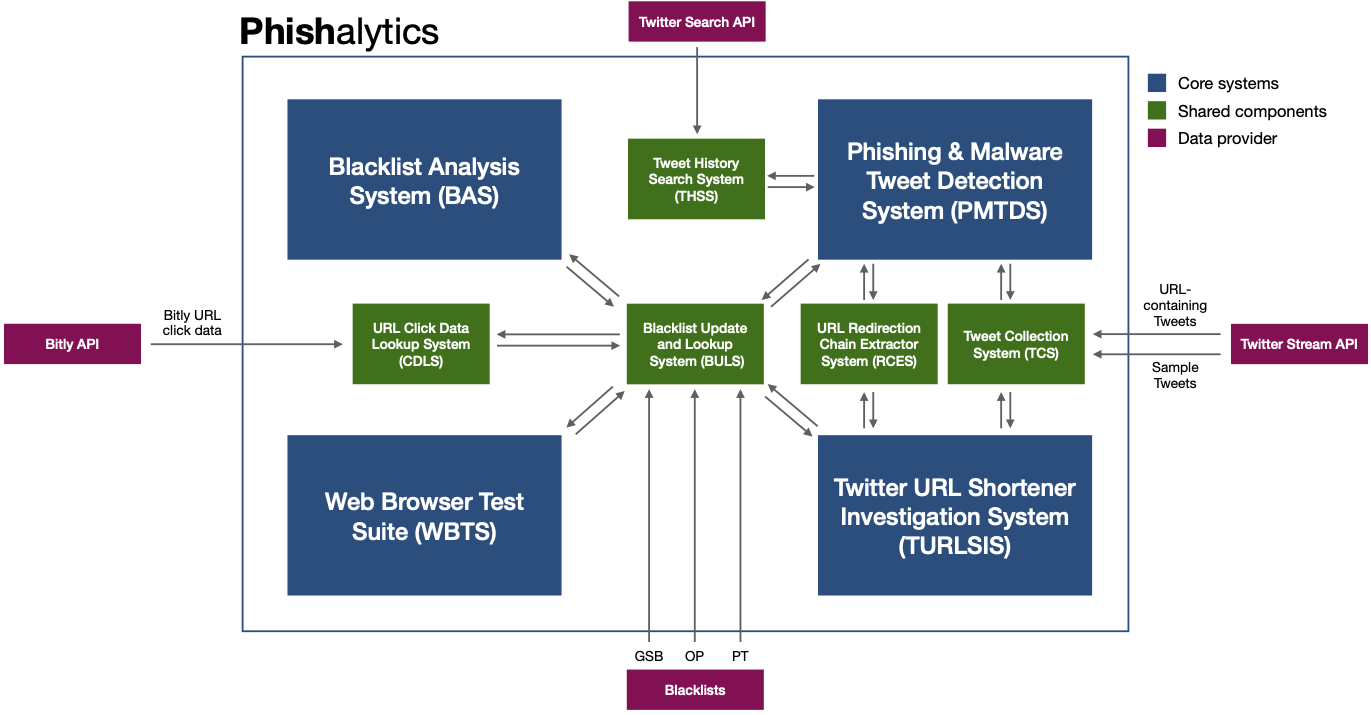 Phishalytics
Twitter Search API
Core systems
Shared components
Data provider
Blacklist Analysis
System (BAS)
Tweet History
Search System
(THSS)
Phishing & Malware
Tweet Detection
System (PMTDS)
Bitly API
Bitly URL
click data
URL Click Data
Lookup System
(CDLS)
Blacklist Update
and Lookup
System (BULS)
URL Redirection
Chain Extractor
System (RCES)
Tweet Collection
System (TCS)
URL-
containing
Tweets
Sample
Tweets
Twitter Stream API
Web Browser Test
Suite (WBTS)
Twitter URL Shortener
Investigation System
(TURLSIS)
GSB
OP
PT
Blacklists